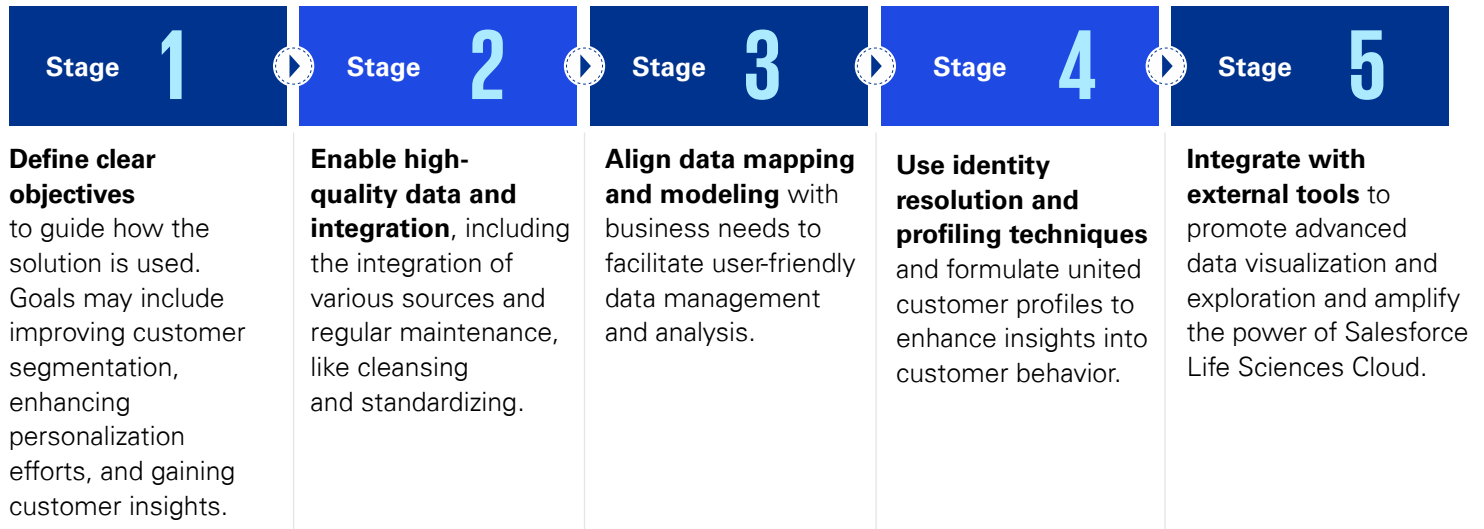 Stage 1
Stage 2
Stage 3
Stage 4
Stage 5
Define clear
objectives
to guide how the
solution is used.
Goals may include
improving customer
segmentation,
enhancing
personalization
efforts, and gaining
customer insights.
Enable high-
quality data and
integration, including
the integration of
various sources and
regular maintenance,
like cleansing
and standardizing.
Align data mapping
and modeling with
business needs to
facilitate user-friendly
data management
and analysis.
Use identity
resolution and
profiling techniques
and formulate united
customer profiles to
enhance insights into
customer behavior.
Integrate with
external tools to
promote advanced
data visualization and
exploration and amplify
the power of Salesforce
Life Sciences Cloud.